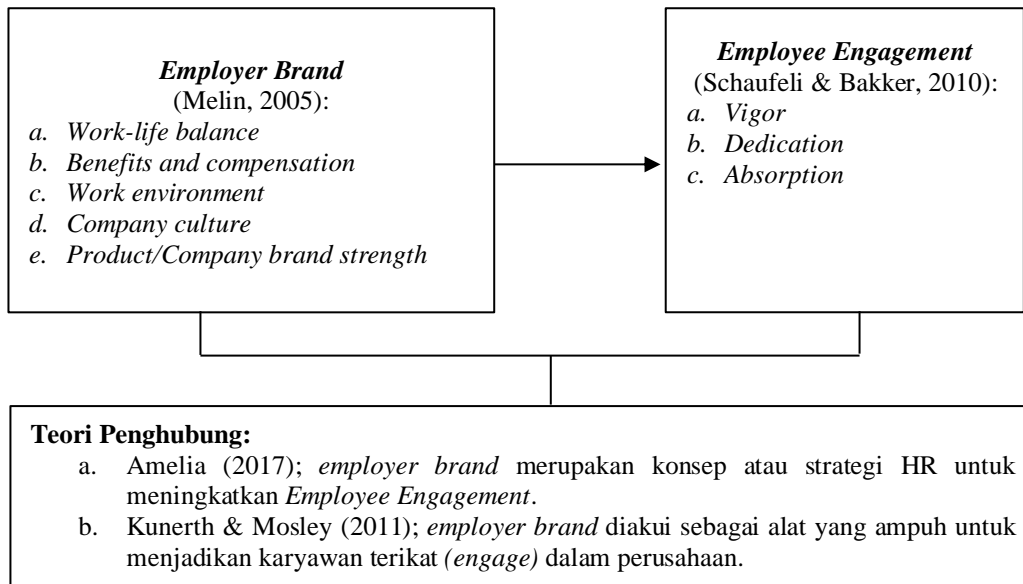 Employer Brand
(Melin, 2005):
a. Work-life balance
b. Benefits and compensation
c. Work environment
d. Company culture
e. Product/Company brand strength
Employee Engagement
(Schaufeli & Bakker, 2010):
a. Vigor
b. Dedication
c. Absorption
Teori Penghubung:
a. Amelia (2017); employer brand merupakan konsep atau strategi HR untuk
meningkatkan Employee Engagement.
b. Kunerth & Mosley (2011); employer brand diakui sebagai alat yang ampuh untuk
menjadikan karyawan terikat (engage) dalam perusahaan.